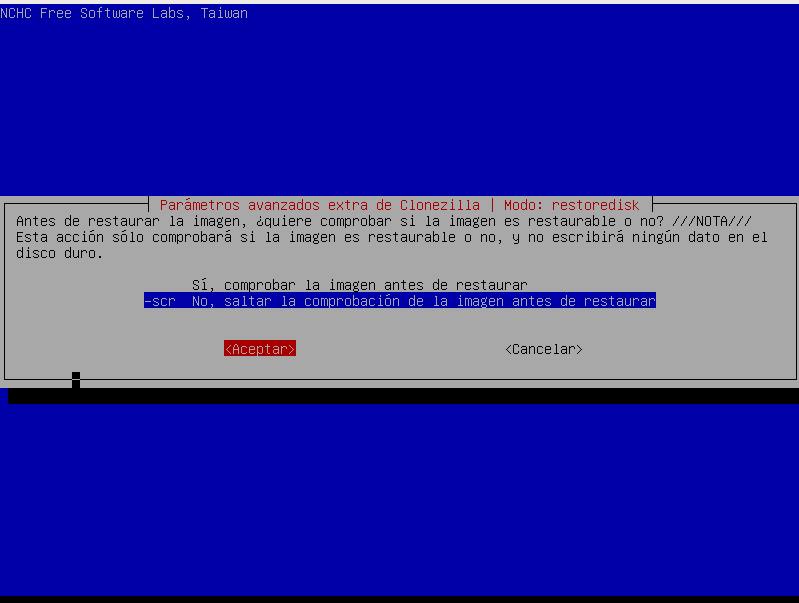 NCHC Free Software Labs, Taiwan
Parámetros avanzados extra de Clonezilla | Modo: restoredisk
Antes de restaurar la imagen, ¿quiere comprobar si la imagen es restaurable o no? ///NOTA///
Esta acción sólo comprobará si la imagen es restaurable o no, y no escribirá ningún dato en el
disco duro.
Sí, comprobar la imagen antes de restaurar
-scr No, saltar la comprobación de la imagen antes de restaurar
<Aceptar> <Cancelar>